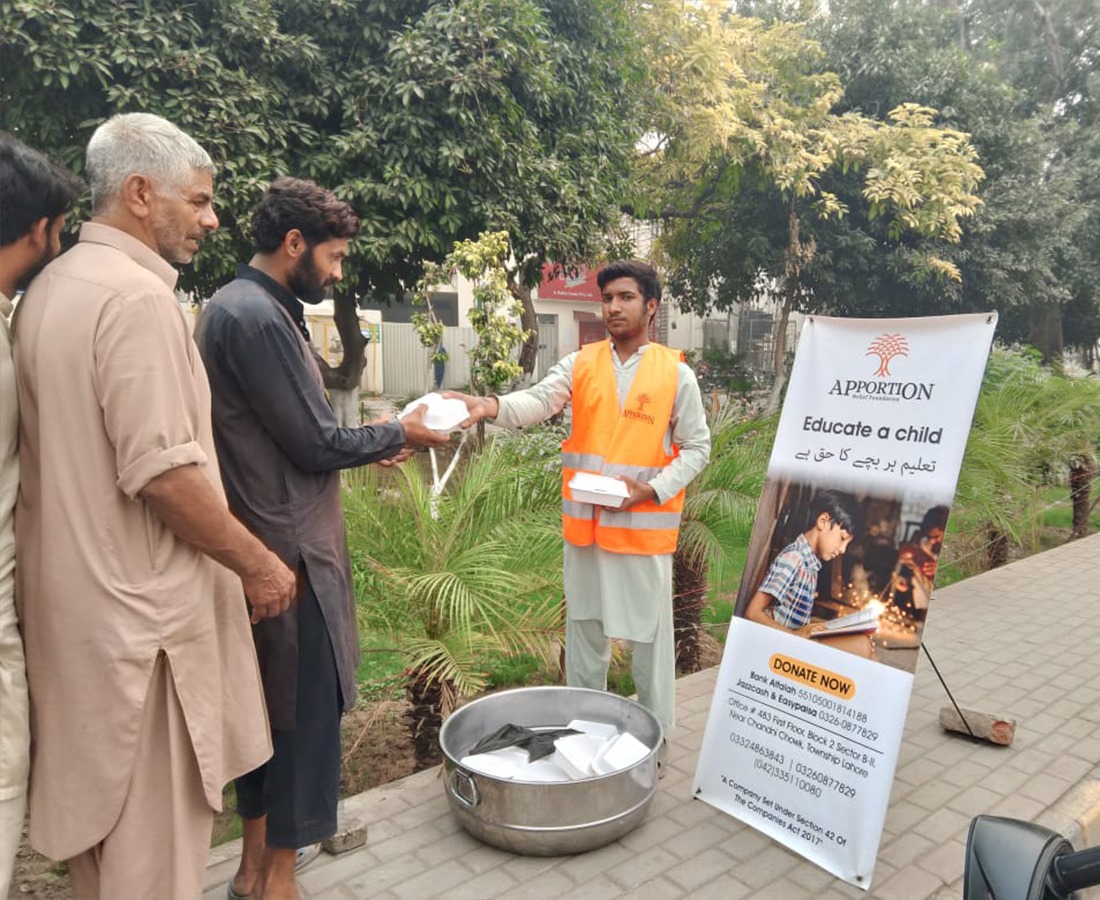 APPORTION
Relief Foundation
Educate a child
تعلیم ہر بچے کا حق ہے
DONATE NOW
Bank Alfalah 55105001814188
Jazzcash & Easypaisa 0326-0877829
Office # 483 First Floor, Block 2 Sector B-II,
Near Chandni Chowk, Township Lahore
03324863843 | 03260877829
(042)335110080
"A Company Set Under Section 42 Of
The Companies Act 2017"
APPORTION